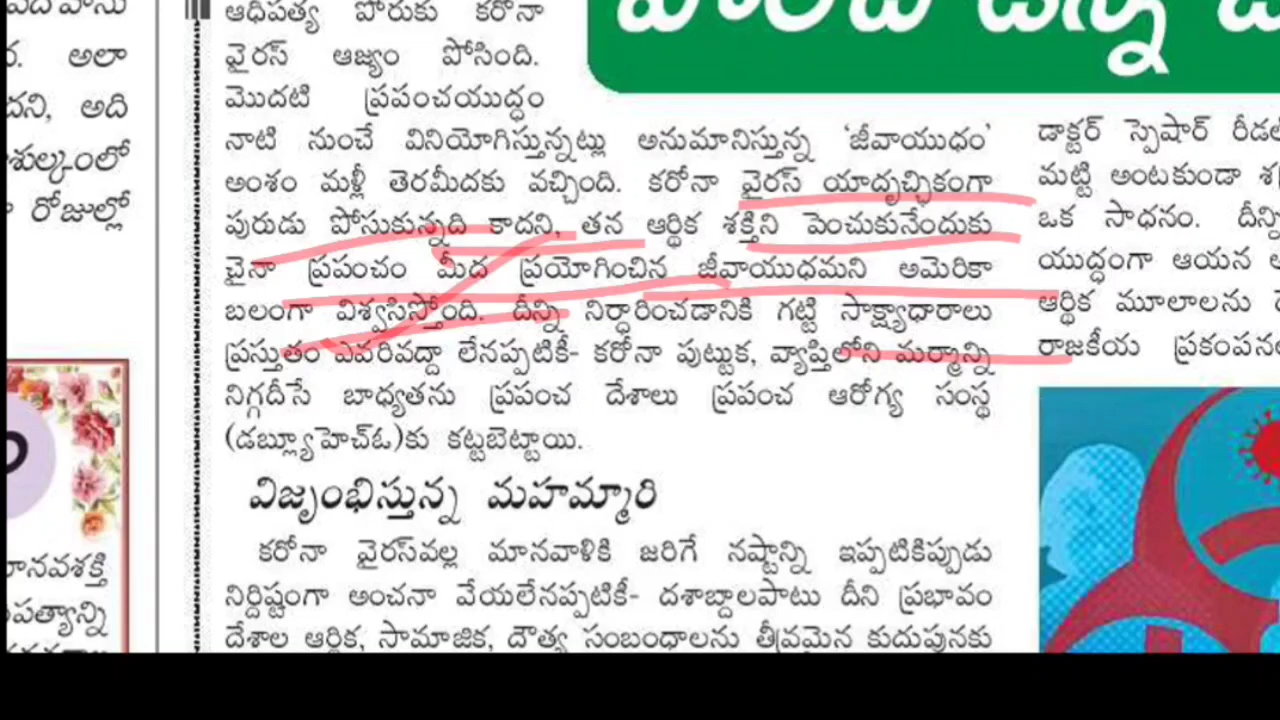 అలా
అది
రోజుల్లో
ఆధిపత్య పోరుకు కరోనా
వైరస్ ఆజ్యం పోసింది.
మొదటి ప్రపంచయుద్ధం
నాటి నుంచే వినియోగిస్తున్నట్లు అనుమానిస్తున్న 'జీవాయుధం'
అంశం మళ్లీ తెరమీదకు వచ్చింది. కరోనా వైరస్ యాదృచ్ఛికంగా
పురుడు పోసుకున్నది కాదని, తన ఆర్థిక శక్తిని పెంచుకునేందుకు
చైనా ప్రపంచం మీద ప్రయోగించిన జీవాయుధమని అమెరికా
బలంగా విశ్వసిస్తోంది. దీన్ని నిర్ధారించడానికి గట్టి సాక్ష్యాధారాలు
ప్రస్తుతం ఎవరివద్దా లేనప్పటికీ- కరోనా పుట్టుక, వ్యాప్తిలోని మర్మాన్ని
నిగ్గదీసే బాధ్యతను ప్రపంచ దేశాలు ప్రపంచ ఆరోగ్య సంస్థ
(డబ్ల్యూహెచ్ఓ)కు కట్టబెట్టాయి.
విజృంభిస్తున్న మహమ్మారి
కరోనా వైరస్‌వల్ల మానవాళికి జరిగే నష్టాన్ని ఇప్పటికిప్పుడు
నిర్దిష్టంగా అంచనా వేయలేనప్పటికీ- దశాబ్దాలపాటు దీని ప్రభావం
దేశాల ఆర్థిక, సామాజిక, దౌత్య సంబంధాలను తీవ్రమైన కుదుపునకు
డాక్టర్ స్పెషార్
మట్టి అంటకుండా
ఒక సాధనం.
యుద్ధంగా ఆయన
ఆర్థిక మూలాలను
రాజకీయ